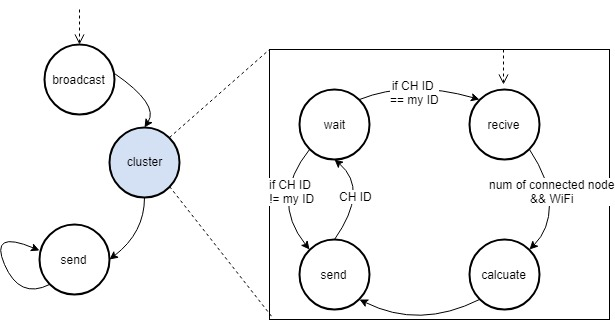 broadcast
cluster
send
if CH ID
== my ID
wait
recive
if CH ID
!= my ID
CH ID
num of connected node
&& WiFi
send
calcuate